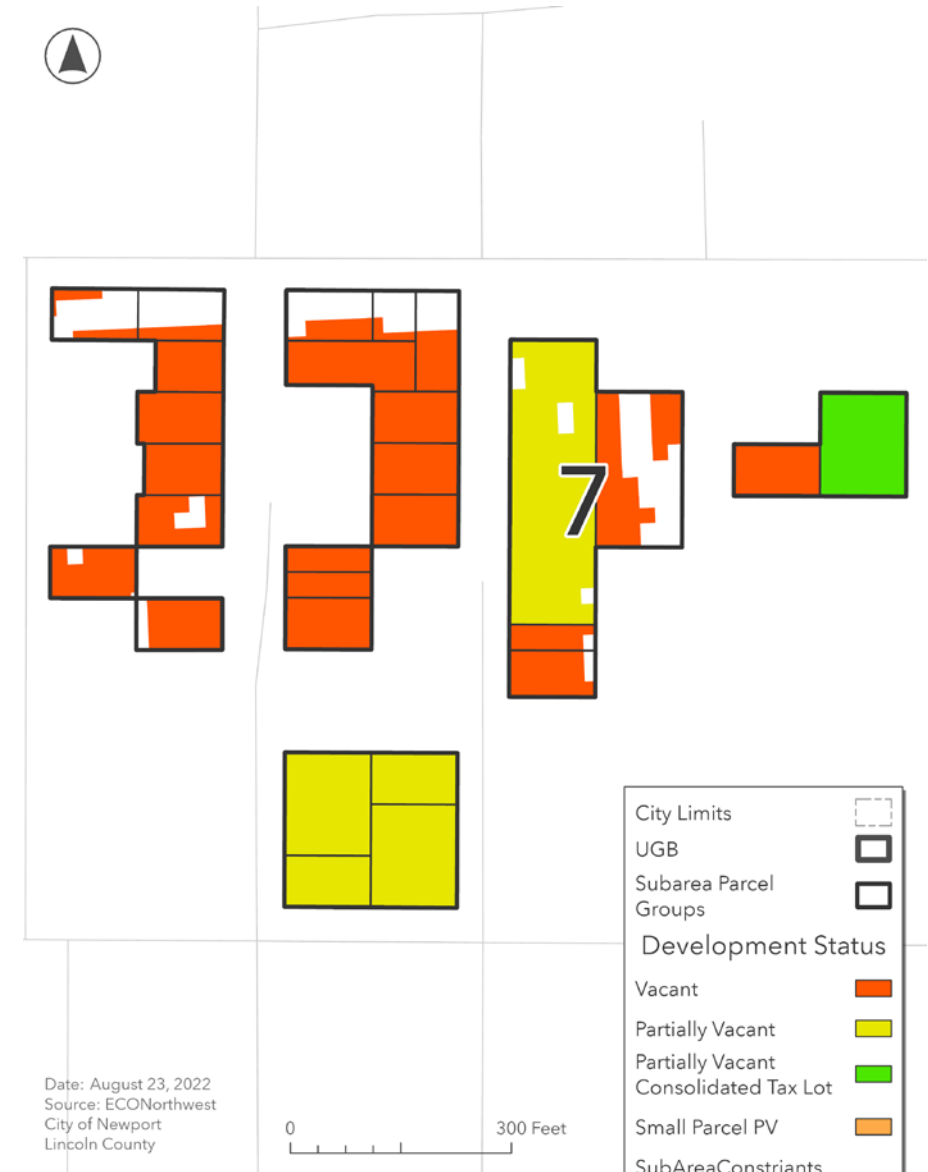 7
City Limits
UGB
Subarea Parcel
Groups
Development Status
Vacant
Partially Vacant
Partially Vacant
Consolidated Tax Lot
Small Parcel PV
SubAreaConstriants
Date: August 23, 2022
Source: ECONorthwest
City of Newport
Lincoln County
0 300 Feet